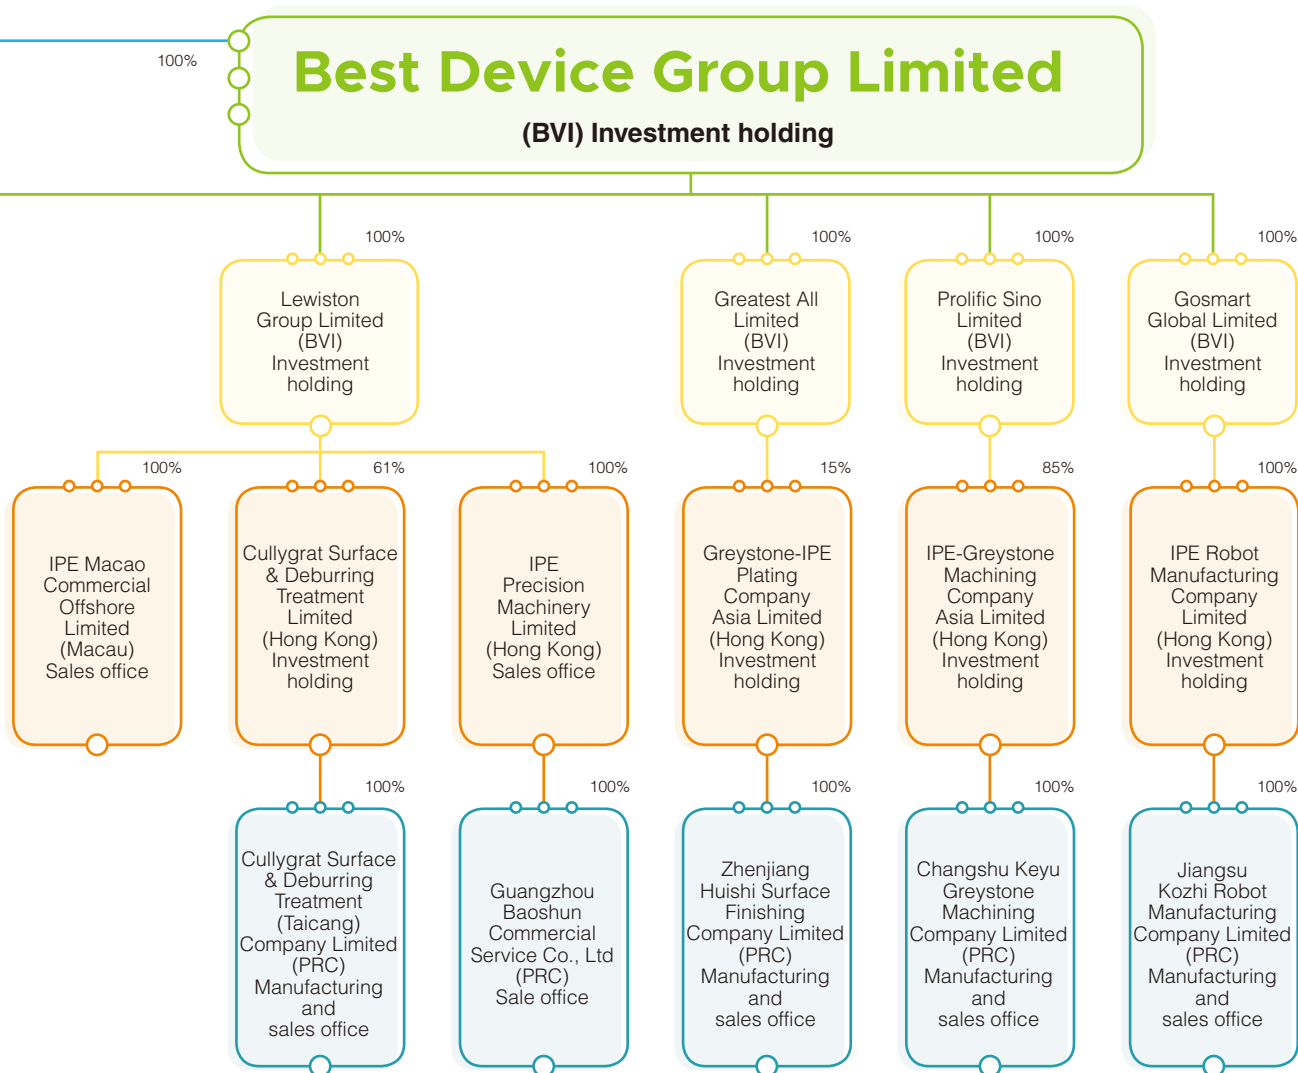 100%
Best Device Group Limited
(BVI) Investment holding
100%
100%
100%
100%
Lewiston
Group Limited
(BVI)
Investment
holding
Greatest All
Limited
(BVI)
Investment
holding
Prolific Sino
Limited
(BVI)
Investment
holding
Gosmart
Global Limited
(BVI)
Investment
holding
100%
61%
100%
15%
85%
100%
IPE Macao
Commercial
Offshore
Limited
(Macau)
Sales office
Cullygrat Surface
& Deburring
Treatment
Limited
(Hong Kong)
Investment
holding
IPE
Precision
Machinery
Limited
(Hong Kong)
Sales office
Greystone-IPE
Plating
Company
Asia Limited
(Hong Kong)
Investment
holding
IPE-Greystone
Machining
Company
Asia Limited
(Hong Kong)
Investment
holding
IPE Robot
Manufacturing
Company
Limited
(Hong Kong)
Investment
holding
100%
100%
100%
100%
100%
Cullygrat Surface
& Deburring
Treatment
(Taicang)
Company Limited
(PRC)
Manufacturing
and
sales office
Guangzhou
Baoshun
Commercial
Service Co., Ltd
(PRC)
Sale office
Zhenjiang
Huishi Surface
Finishing
Company Limited
(PRC)
Manufacturing
and
sales office
Changshu Keyu
Greystone
Machining
Company Limited
(PRC)
Manufacturing
and
sales office
Jiangsu
Kozhi Robot
Manufacturing
Company Limited
(PRC)
Manufacturing
and
sales office